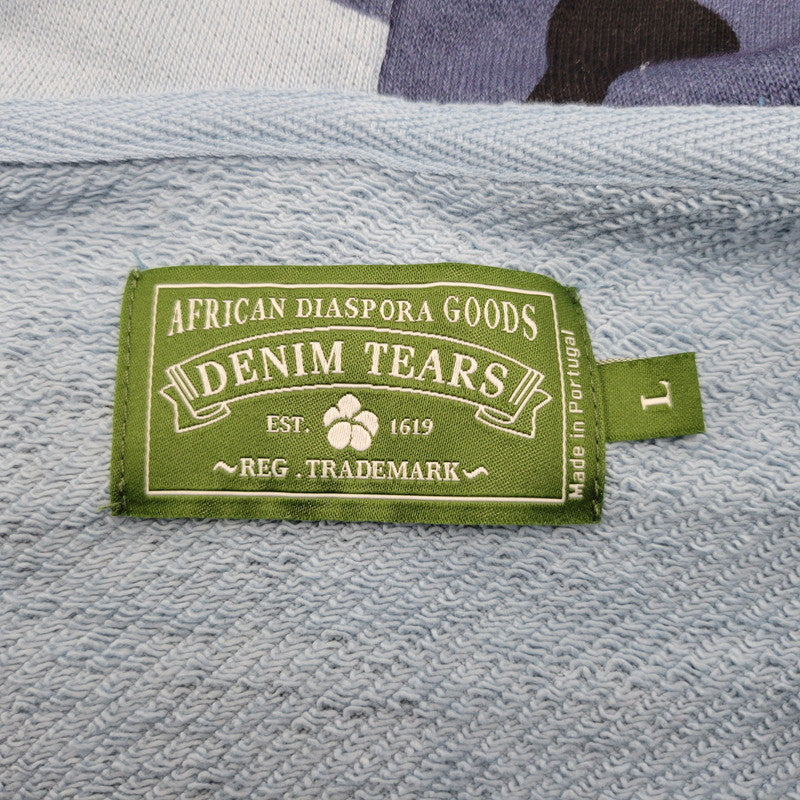 AFRICAN DIASPORA GOODS
DENIM TEARS
EST. 1619
~REG .TRADEMARK~
Made in Portugal
L